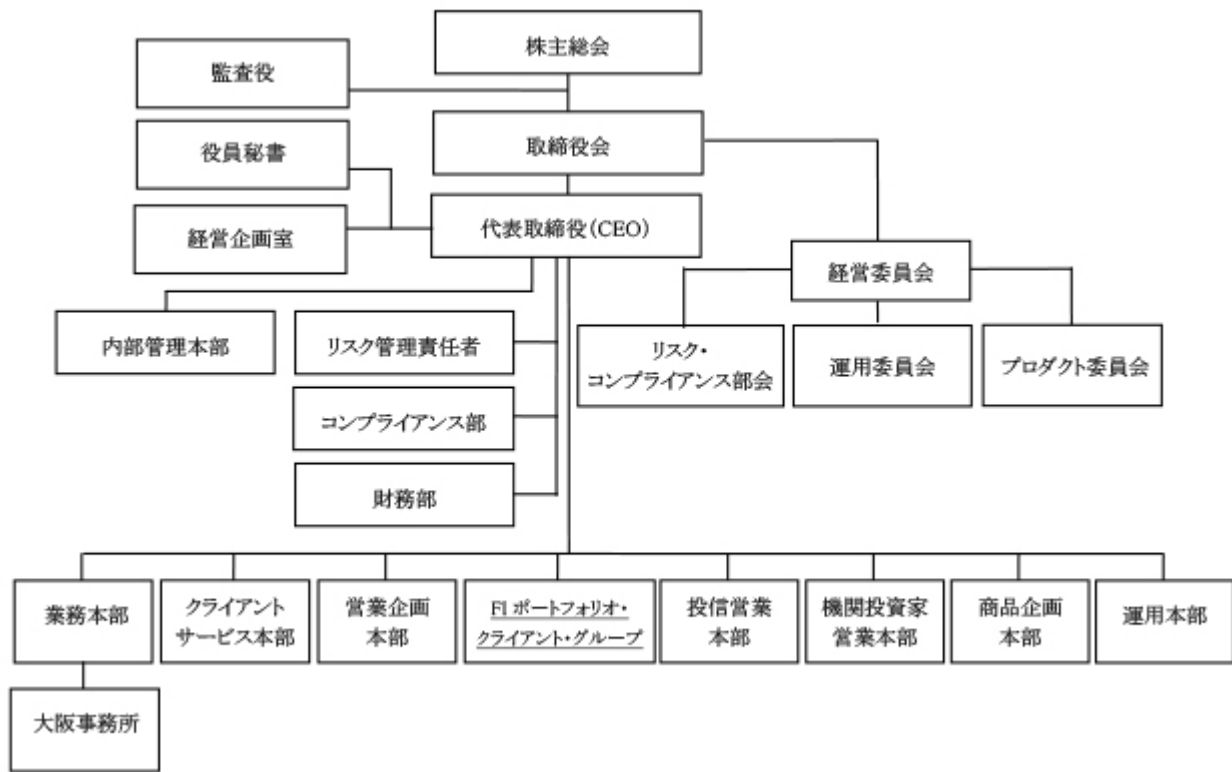 株主総会
監査役
取締役会
役員秘書
代表取締役(CEO)
経営企画室
経営委員会
内部管理本部
リスク管理責任者
リスク・
コンプライアンス部会
運用委員会
プロダクト委員会
コンプライアンス部
財務部
業務本部
クライアント
サービス本部
営業企画
本部
FIポートフォリオ・
クライアント・グループ
投信営業
本部
機関投資家
営業本部
商品企画
本部
運用本部
大阪事務所